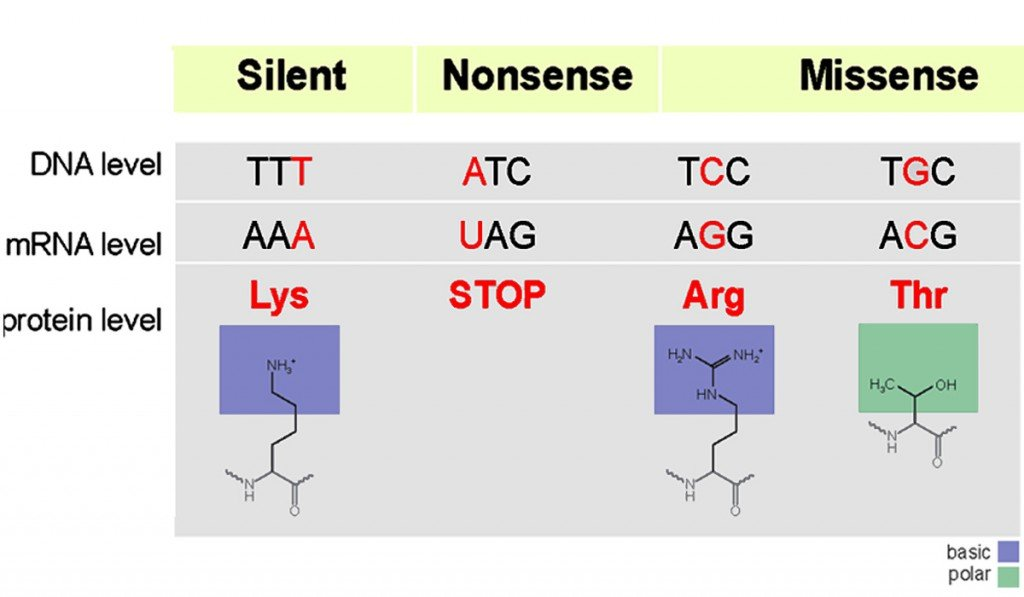 Silent Nonsense Missense
DNA level TTT ATC TCC TGC
mRNA level AAA UAG AGG ACG
protein level Lys STOP Arg Thr
NH₃⁺ H₂N NH₂⁺ HN H₃C OH
N H O N H O N H O
basic
polar